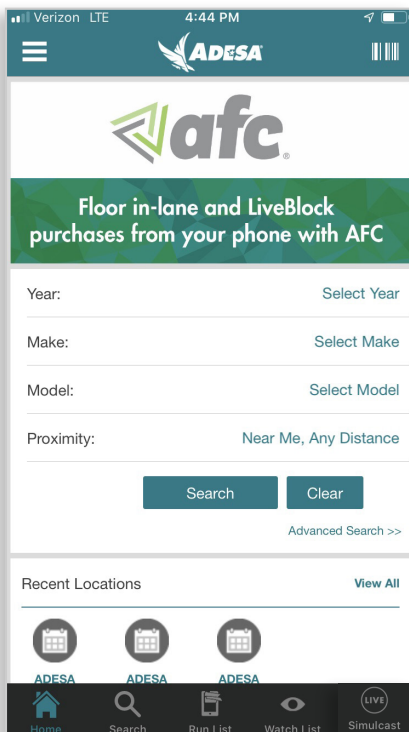 Verizon LTE 4:44 PM
ADESA
afc®
Floor in-lane and LiveBlock
purchases from your phone with AFC
Year: Select Year
Make: Select Make
Model: Select Model
Proximity: Near Me, Any Distance
Search Clear
Advanced Search >>
Recent Locations View All
ADESA ADESA ADESA
Home Search Run List Watch List LIVE Simulcast